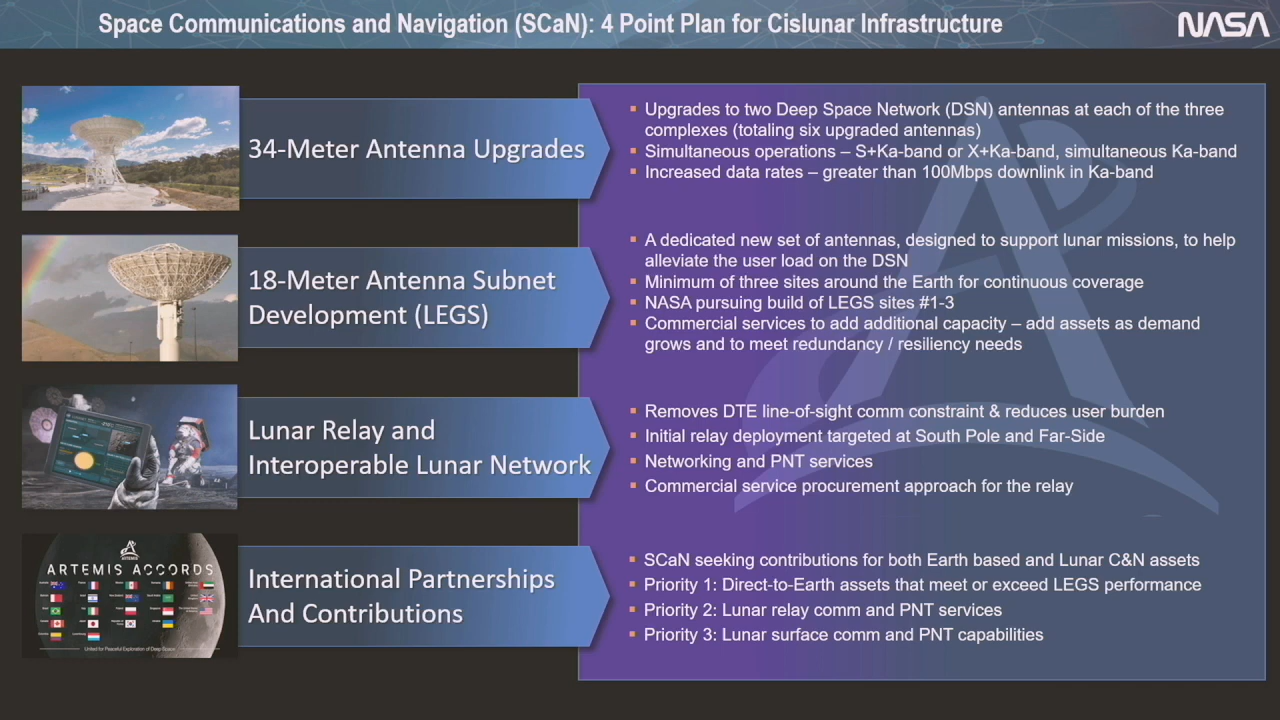 Space Communications and Navigation (SCaN): 4 Point Plan for Cislunar Infrastructure
NASA
34-Meter Antenna Upgrades
Upgrades to two Deep Space Network (DSN) antennas at each of the three
complexes (totaling six upgraded antennas)
Simultaneous operations – S+Ka-band or X+Ka-band, simultaneous Ka-band
Increased data rates – greater than 100Mbps downlink in Ka-band
18-Meter Antenna Subnet
Development (LEGS)
A dedicated new set of antennas, designed to support lunar missions, to help
alleviate the user load on the DSN
Minimum of three sites around the Earth for continuous coverage
NASA pursuing build of LEGS sites #1-3
Commercial services to add additional capacity – add assets as demand
grows and to meet redundancy / resiliency needs
Lunar Relay and
Interoperable Lunar Network
Removes DTE line-of-sight comm constraint & reduces user burden
Initial relay deployment targeted at South Pole and Far-Side
Networking and PNT services
Commercial service procurement approach for the relay
ARTEMIS
ARTEMIS ACCORDS
United for Peaceful Exploration of Deep Space
International Partnerships
And Contributions
SCaN seeking contributions for both Earth based and Lunar C&N assets
Priority 1: Direct-to-Earth assets that meet or exceed LEGS performance
Priority 2: Lunar relay comm and PNT services
Priority 3: Lunar surface comm and PNT capabilities